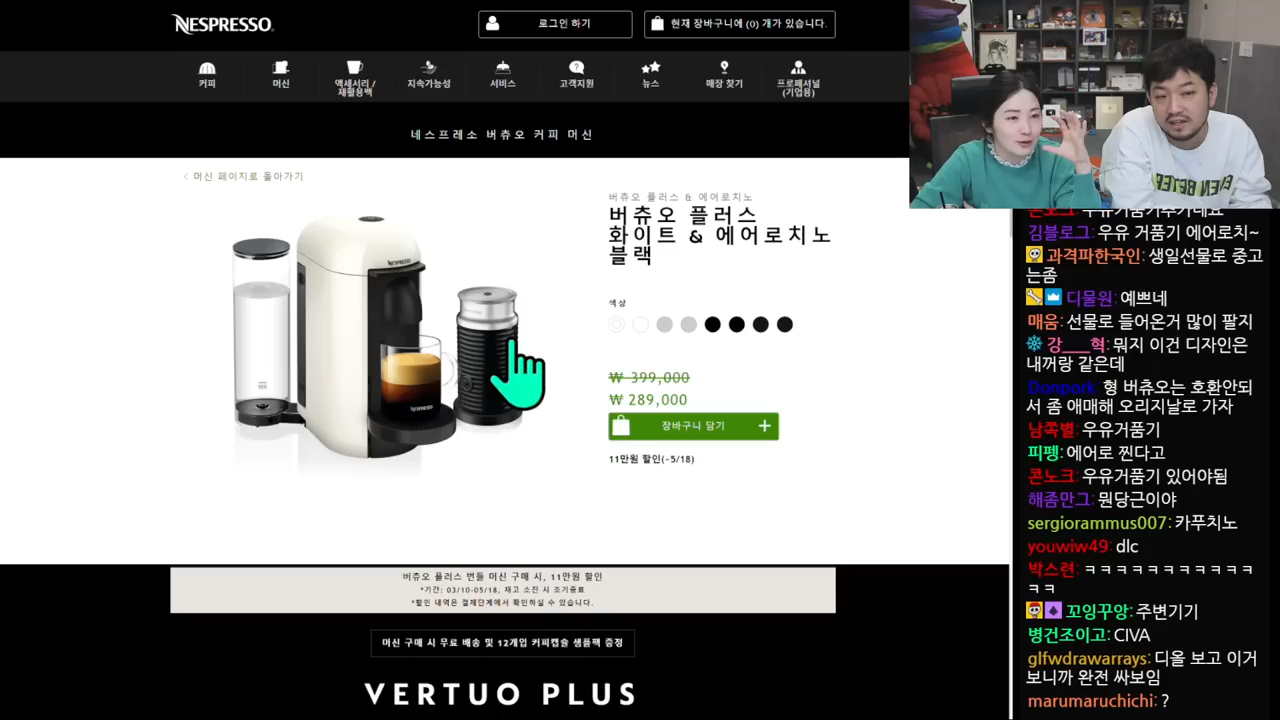 NESPRESSO
로그인 하기
현재 장바구니에 (0) 개가 있습니다.
커피
머신
액세서리 /
재활용백
지속가능성
서비스
고객지원
뉴스
매장 찾기
프로페셔널
(기업용)
네스프레소 버츄오 커피 머신
< 머신 페이지로 돌아가기
버츄오 플러스 & 에어로치노
버츄오 플러스
화이트 & 에어로치노
블랙
색상
₩ 399,000
₩ 289,000
장바구니 담기 +
11만원 할인(~5/18)
NESPRESSO
NESPRESSO
버츄오 플러스 번들 머신 구매 시, 11만원 할인
*기간: 03/10-05/18, 재고 소진 시 조기종료
*할인 내역은 결제단계에서 확인하실 수 있습니다.
머신 구매 시 무료 배송 및 12개입 커피캡슐 샘플팩 증정
VERTUO PLUS
EVEN BETTER
콘노크: 우유거품추가네요
김블로그: 우유 거품기 에어로치~
과격파한국인: 생일선물로 중고
는좀
디물원: 예쁘네
매움: 선물로 들어온거 많이 팔지
강___혁: 뭐지 이건 디자인은
내꺼랑 같은데
Donpork: 형 버츄오는 호환안되
서 좀 애매해 오리지날로 가자
남쪽별: 우유거품기
피펭: 에어로 찐다고
콘노크: 우유거품기 있어야됨
해좀만그: 뭔당근이야
sergiorammus007: 카푸치노
youwiw49: dlc
박스련: ㅋㅋㅋㅋㅋㅋㅋㅋㅋㅋㅋ
ㅋㅋ
꼬잉꾸앙: 주변기기
병건조이고: CIVA
glfwdrawarrays: 디올 보고 이거
보니까 완전 싸보임
marumaruchichi: ?